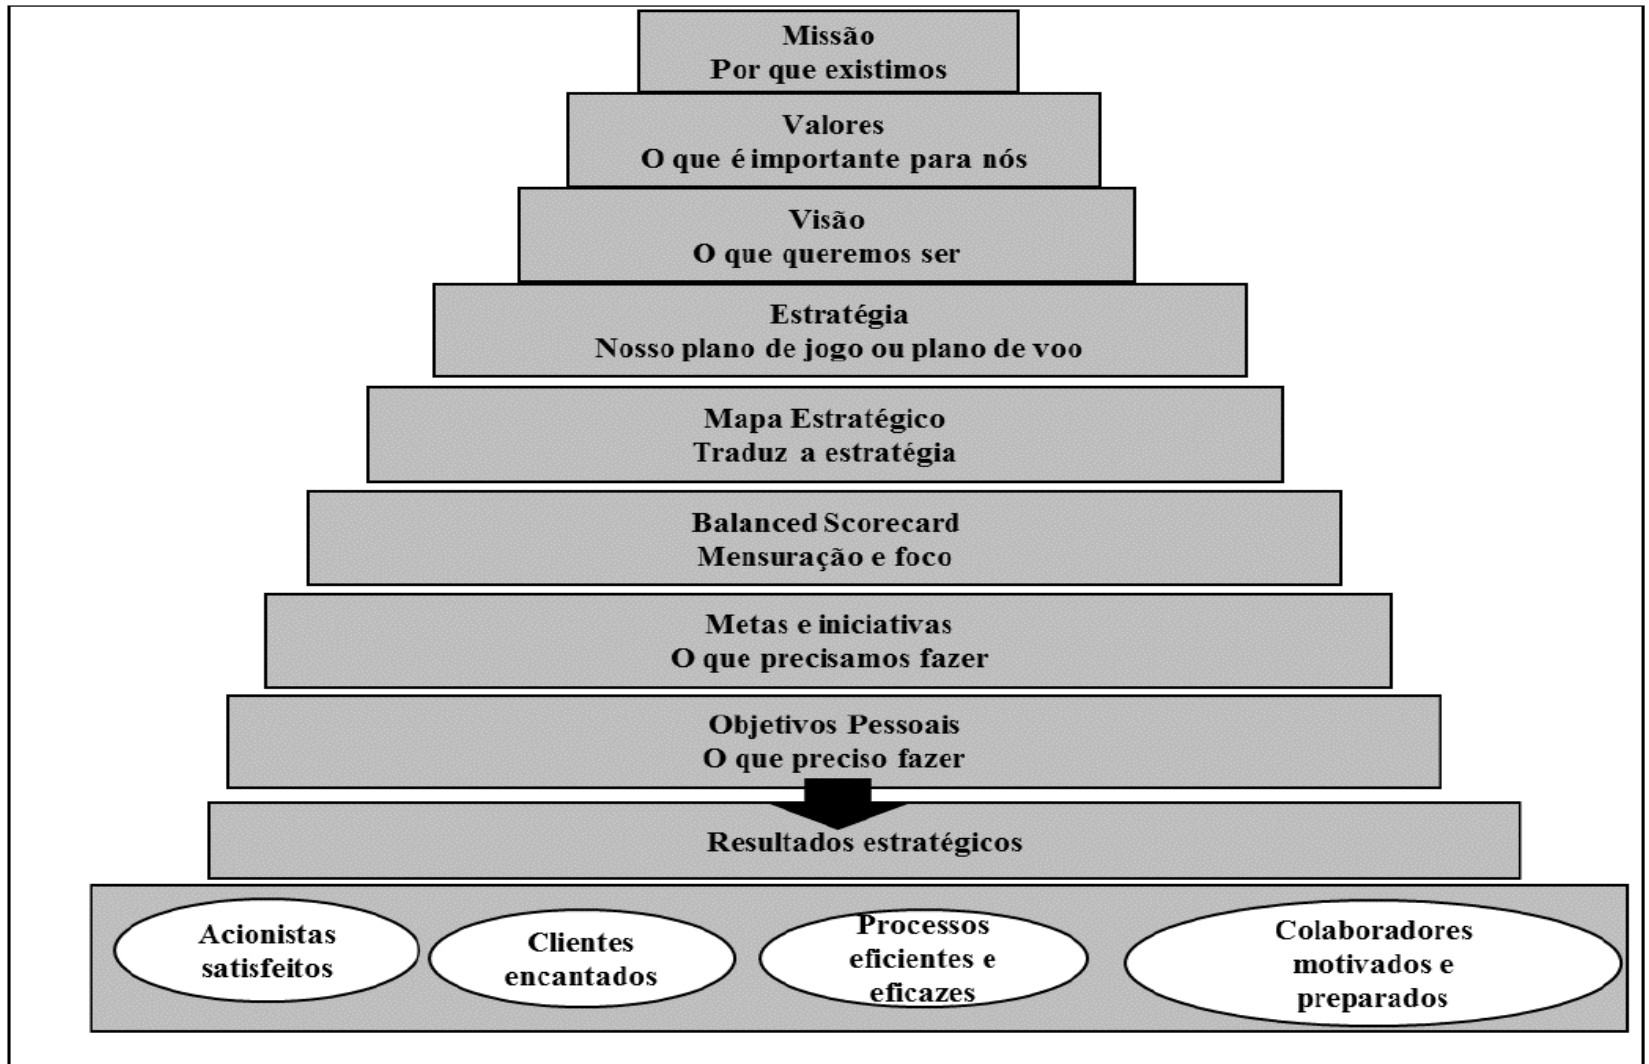 Missão
Por que existimos
Valores
O que é importante para nós
Visão
O que queremos ser
Estratégia
Nosso plano de jogo ou plano de voo
Mapa Estratégico
Traduz a estratégia
Balanced Scorecard
Mensuração e foco
Metas e iniciativas
O que precisamos fazer
Objetivos Pessoais
O que preciso fazer
Resultados estratégicos
Acionistas
satisfeitos
Clientes
encantados
Processos
eficientes e
eficazes
Colaboradores
motivados e
preparados